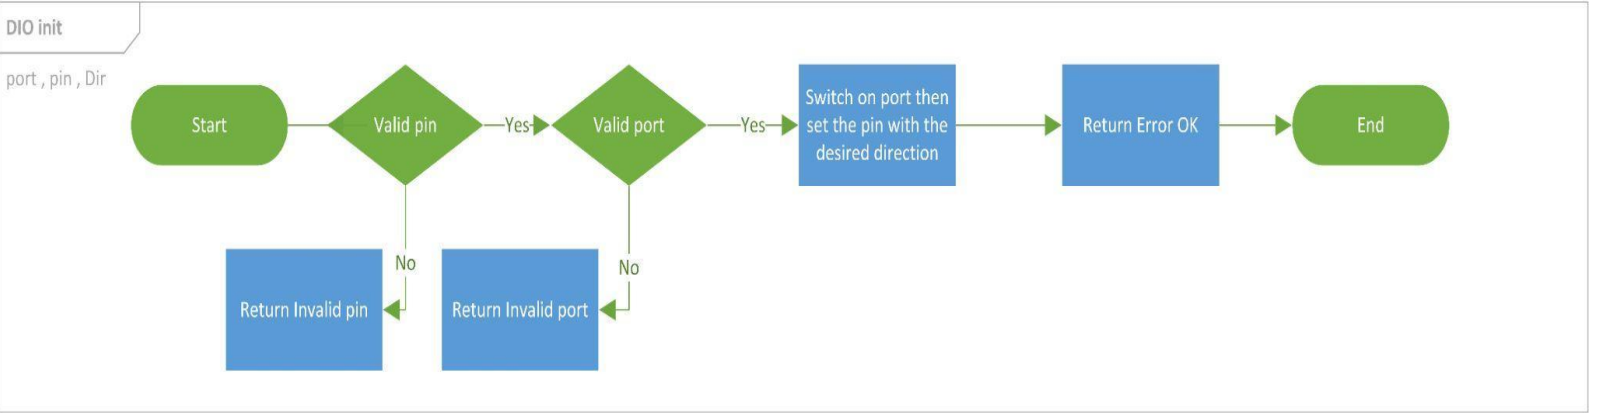 DIO init
port , pin , Dir
Start
Valid pin
Yes
Valid port
Yes
Switch on port then
set the pin with the
desired direction
Return Error OK
End
No
No
Return Invalid pin
Return Invalid port